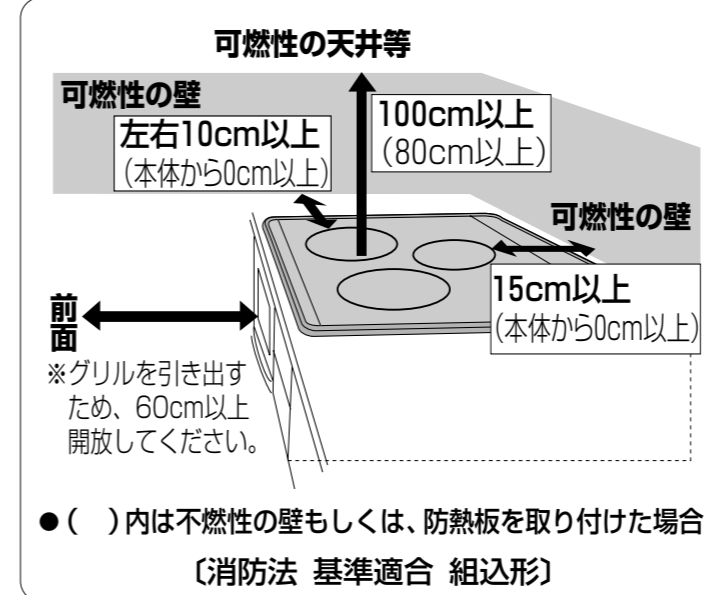 可燃性の天井等
可燃性の壁
左右10cm以上
（本体から0cm以上）
100cm以上
（80cm以上）
可燃性の壁
15cm以上
（本体から0cm以上）
前面
※グリルを引き出す
ため、60cm以上
開放してください。
●（　）内は不燃性の壁もしくは、防熱板を取り付けた場合
〔消防法 基準適合 組込形〕